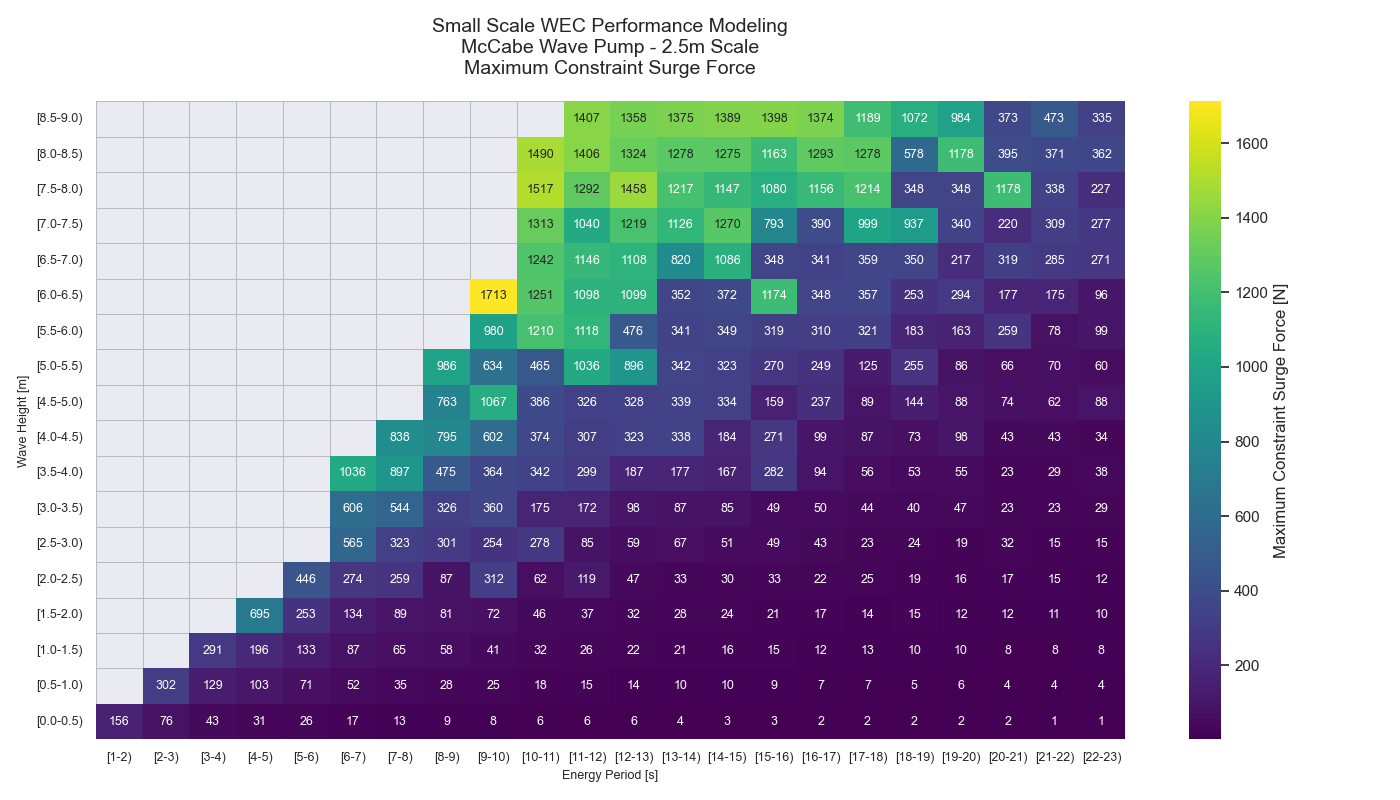 Small Scale WEC Performance Modeling
McCabe Wave Pump - 2.5m Scale
Maximum Constraint Surge Force
[8.5-9.0) 1407 1358 1375 1389 1398 1374 1189 1072 984 373 473 335
[8.0-8.5) 1490 1406 1324 1278 1275 1163 1293 1278 578 1178 395 371 362
[7.5-8.0) 1517 1292 1458 1217 1147 1080 1156 1214 348 348 1178 338 227
[7.0-7.5) 1313 1040 1219 1126 1270 793 390 999 937 340 220 309 277
[6.5-7.0) 1242 1146 1108 820 1086 348 341 359 350 217 319 285 271
[6.0-6.5) 1713 1251 1098 1099 352 372 1174 348 357 253 294 177 175 96
[5.5-6.0) 980 1210 1118 476 341 349 319 310 321 183 163 259 78 99
[5.0-5.5) 986 634 465 1036 896 342 323 270 249 125 255 86 66 70 60
[4.5-5.0) 763 1067 386 326 328 339 334 159 237 89 144 88 74 62 88
[4.0-4.5) 838 795 602 374 307 323 338 184 271 99 87 73 98 43 43 34
[3.5-4.0) 1036 897 475 364 342 299 187 177 167 282 94 56 53 55 23 29 38
[3.0-3.5) 606 544 326 360 175 172 98 87 85 49 50 44 40 47 23 23 29
[2.5-3.0) 565 323 301 254 278 85 59 67 51 49 43 23 24 19 32 15 15
[2.0-2.5) 446 274 259 87 312 62 119 47 33 30 33 22 25 19 16 17 15 12
[1.5-2.0) 695 253 134 89 81 72 46 37 32 28 24 21 17 14 15 12 12 11 10
[1.0-1.5) 291 196 133 87 65 58 41 32 26 22 21 16 15 12 13 10 10 8 8 8
[0.5-1.0) 302 129 103 71 52 35 28 25 18 15 14 10 10 9 7 7 5 6 4 4 4
[0.0-0.5) 156 76 43 31 26 17 13 9 8 6 6 6 4 3 3 2 2 2 2 2 1 1
[1-2) [2-3) [3-4) [4-5) [5-6) [6-7) [7-8) [8-9) [9-10) [10-11) [11-12) [12-13) [13-14) [14-15) [15-16) [16-17) [17-18) [18-19) [19-20) [20-21) [21-22) [22-23)
Energy Period [s]
Wave Height [m]
1600
1400
1200
1000
800
600
400
200
Maximum Constraint Surge Force [N]